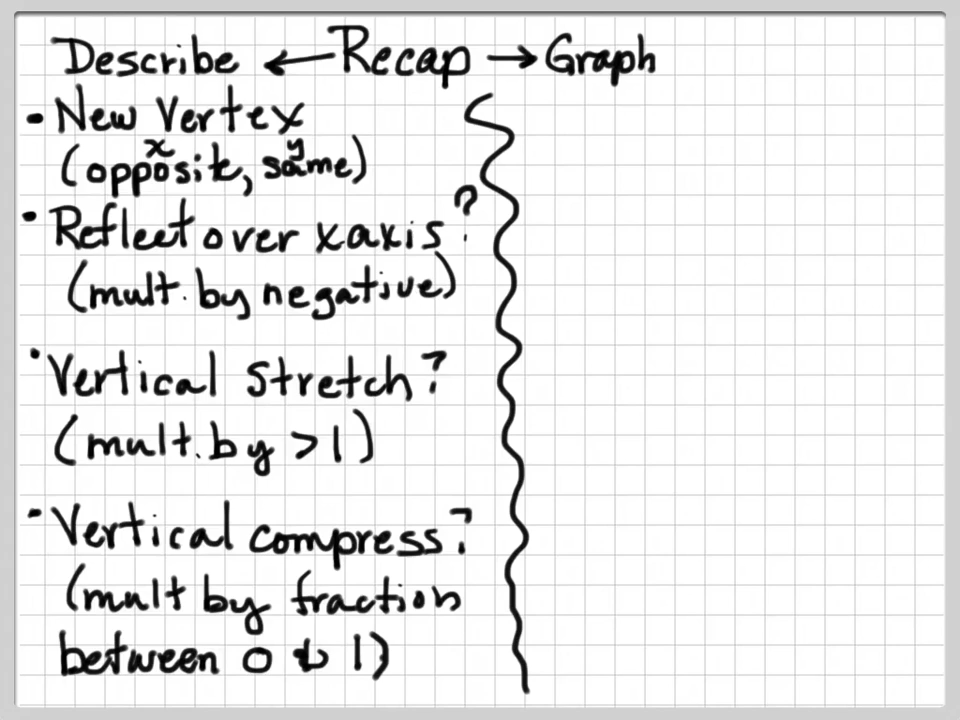 Describe ← Recap → Graph
• New Vertex
x y
(opposite, same)
• Reflect over x axis?
(mult. by negative)
• Vertical stretch?
(mult. by > 1)
• Vertical compress?
(mult by fraction
between 0 & 1)